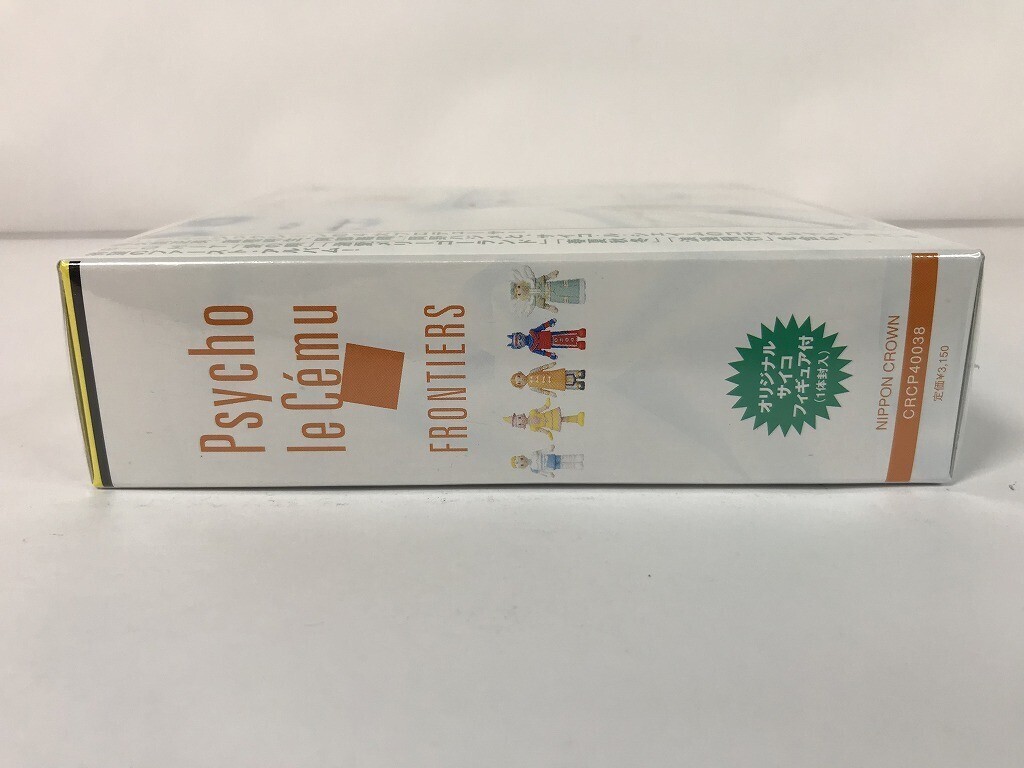 Psycho
le Cému
FRONTIERS
オリジナル
サイコ
フィギュア付
(1体封入)
NIPPON CROWN
CRCP40038
定価¥3,150